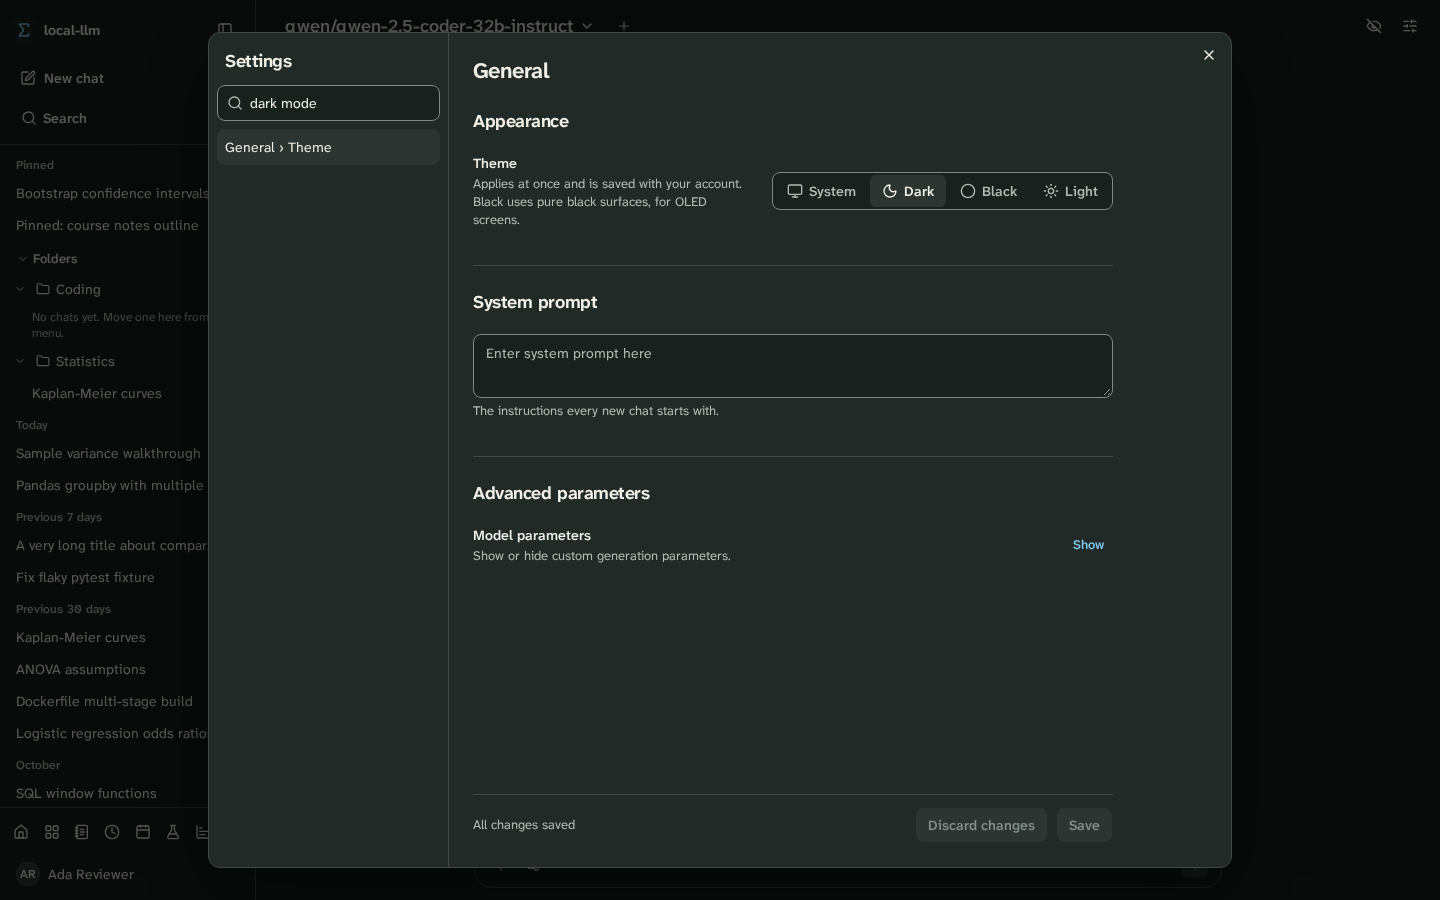 local-llm
New chat
Search
Pinned
Bootstrap confidence intervals
Pinned: course notes outline
Folders
Coding
No chats yet. Move one here from
menu.
Statistics
Kaplan-Meier curves
Today
Sample variance walkthrough
Pandas groupby with multiple
Previous 7 days
A very long title about compar
Fix flaky pytest fixture
Previous 30 days
Kaplan-Meier curves
ANOVA assumptions
Dockerfile multi-stage build
Logistic regression odds ratio
October
SQL window functions
AR Ada Reviewer
qwen/qwen-2.5-coder-32b-instruct
Settings
dark mode
General › Theme
General
Appearance
Theme
Applies at once and is saved with your account.
Black uses pure black surfaces, for OLED
screens.
System Dark Black Light
System prompt
Enter system prompt here
The instructions every new chat starts with.
Advanced parameters
Model parameters
Show or hide custom generation parameters.
Show
All changes saved
Discard changes Save